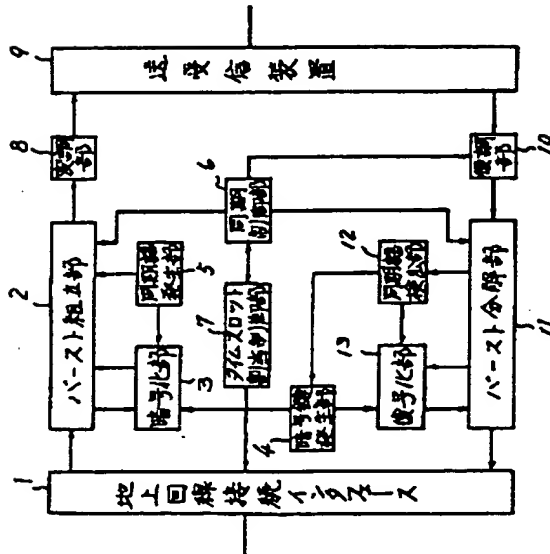 9
送受信装置
8
変調部
復調部
10
6
同期制御部
2
バースト組立部
同期語発生部
5
12
同期語検出部
バースト分解部
11
7
タイムスロット割当制御部
13
暗号化部
3
復号化部
暗号鍵発生部
4
1
地上回線接続インタフェース